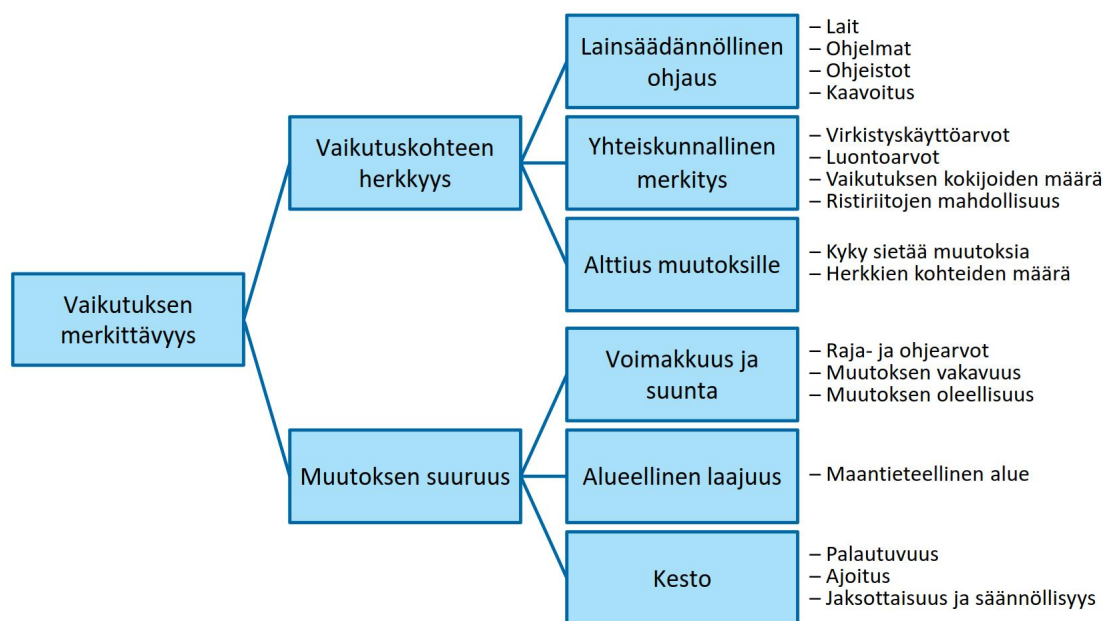 Vaikutuksen
merkittävyys
Vaikutuskohteen
herkkyys
Lainsäädännöllinen
ohjaus
– Lait
– Ohjelmat
– Ohjeistot
– Kaavoitus
Yhteiskunnallinen
merkitys
– Virkistyskäyttöarvot
– Luontoarvot
– Vaikutuksen kokijoiden määrä
– Ristiriitojen mahdollisuus
Alttius muutoksille
– Kyky sietää muutoksia
– Herkkien kohteiden määrä
Muutoksen suuruus
Voimakkuus ja
suunta
– Raja- ja ohjearvot
– Muutoksen vakavuus
– Muutoksen oleellisuus
Alueellinen laajuus
– Maantieteellinen alue
Kesto
– Palautuvuus
– Ajoitus
– Jaksottaisuus ja säännöllisyys